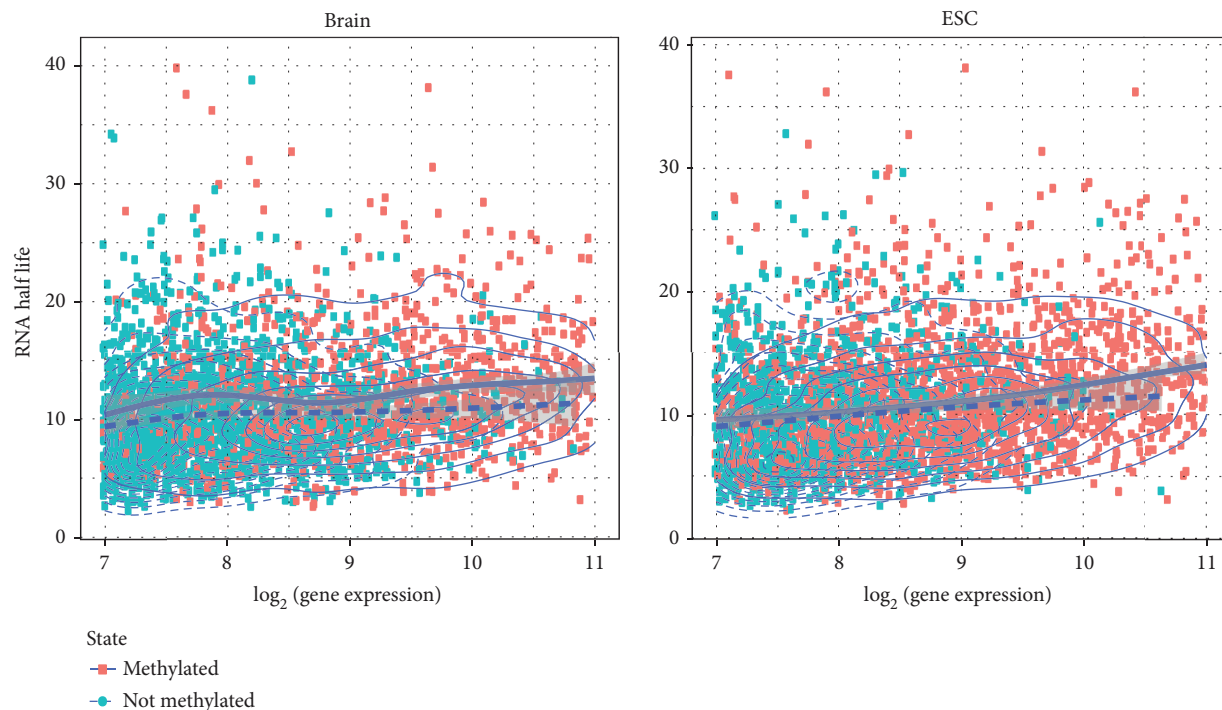 Brain
ESC
RNA half life
40
30
20
10
0
7 8 9 10 11
log2 (gene expression)
40
30
20
10
0
7 8 9 10 11
log2 (gene expression)
State
Methylated
Not methylated